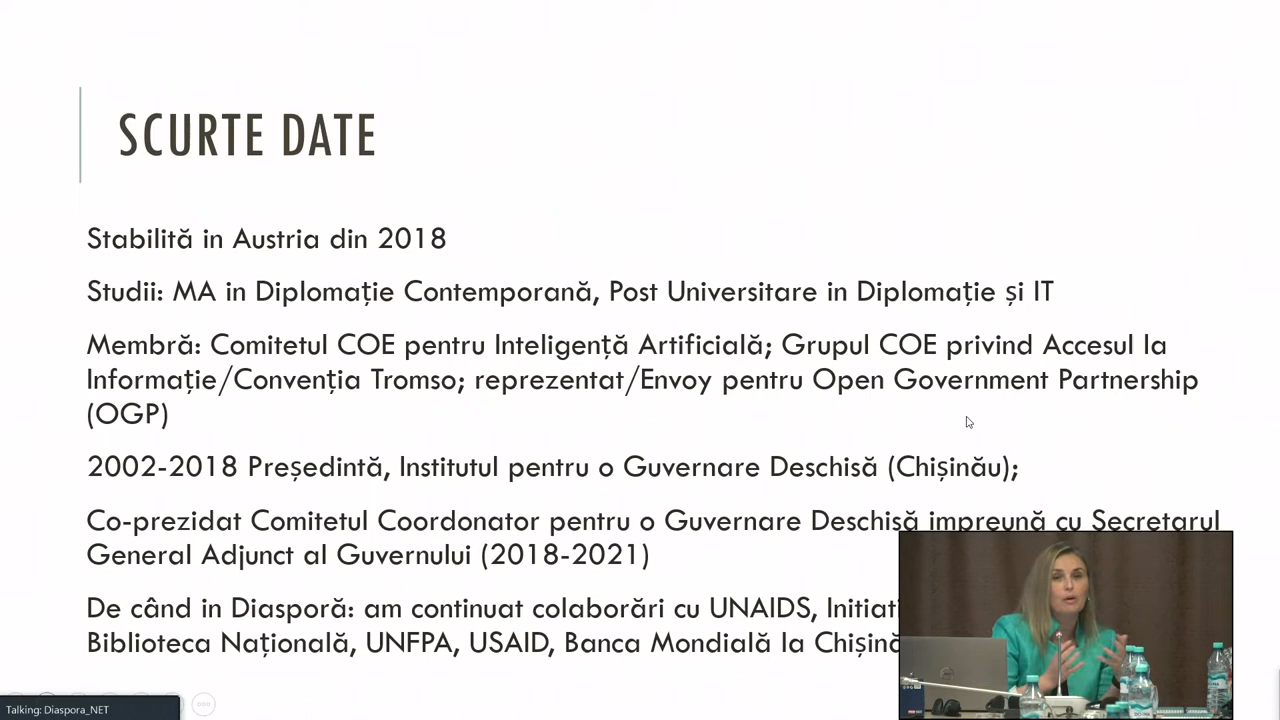 SCURTE DATE
Stabilită in Austria din 2018
Studii: MA in Diplomație Contemporană, Post Universitare in Diplomație și IT
Membră: Comitetul COE pentru Inteligență Artificială; Grupul COE privind Accesul la
Informație/Convenția Tromso; reprezentat/Envoy pentru Open Government Partnership
(OGP)
2002-2018 Președintă, Institutul pentru o Guvernare Deschisă (Chișinău);
Co-prezidat Comitetul Coordonator pentru o Guvernare Deschisă impreună cu Secretarul
General Adjunct al Guvernului (2018-2021)
De când in Diasporă: am continuat colaborări cu UNAIDS,
Biblioteca Națională, UNFPA, USAID, Banca Mondială la
Talking: Diaspora_NET